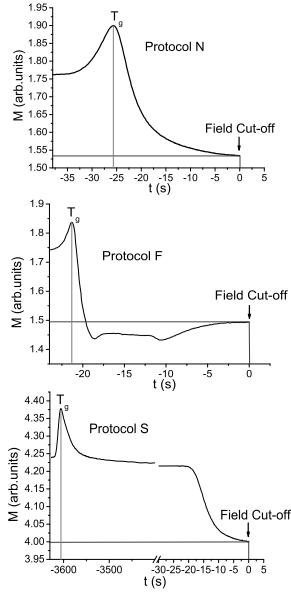 1.95
1.90
1.85
1.80
1.75
1.70
1.65
1.60
1.55
1.50
M (arb.units)
Tg
Protocol N
Field Cut-off
-35 -30 -25 -20 -15 -10 -5 0 5
t (s)
1.9
1.8
1.7
1.6
1.5
1.4
M (arb.units)
Tg
Protocol F
Field Cut-off
-20 -15 -10 -5 0
t (s)
4.40
4.35
4.30
4.25
4.20
4.15
4.10
4.05
4.00
3.95
M (arb.units)
Tg
Protocol S
Field Cut-off
-3600 -3500 -30 -25 -20 -15 -10 -5 0 5
t (s)